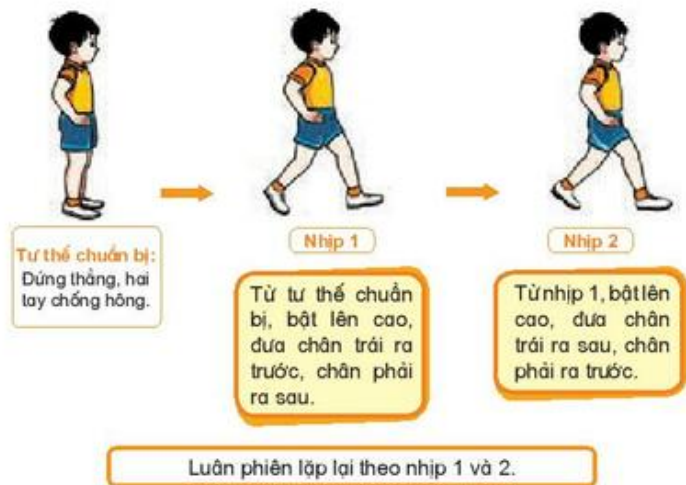 Tư thế chuẩn bị:
Đứng thẳng, hai
tay chống hông.
Nhịp 1
Từ tư thế chuẩn
bị, bật lên cao,
đưa chân trái ra
trước, chân phải
ra sau.
Nhịp 2
Từ nhịp 1, bật lên
cao, đưa chân
trái ra sau, chân
phải ra trước.
Luân phiên lặp lại theo nhịp 1 và 2.